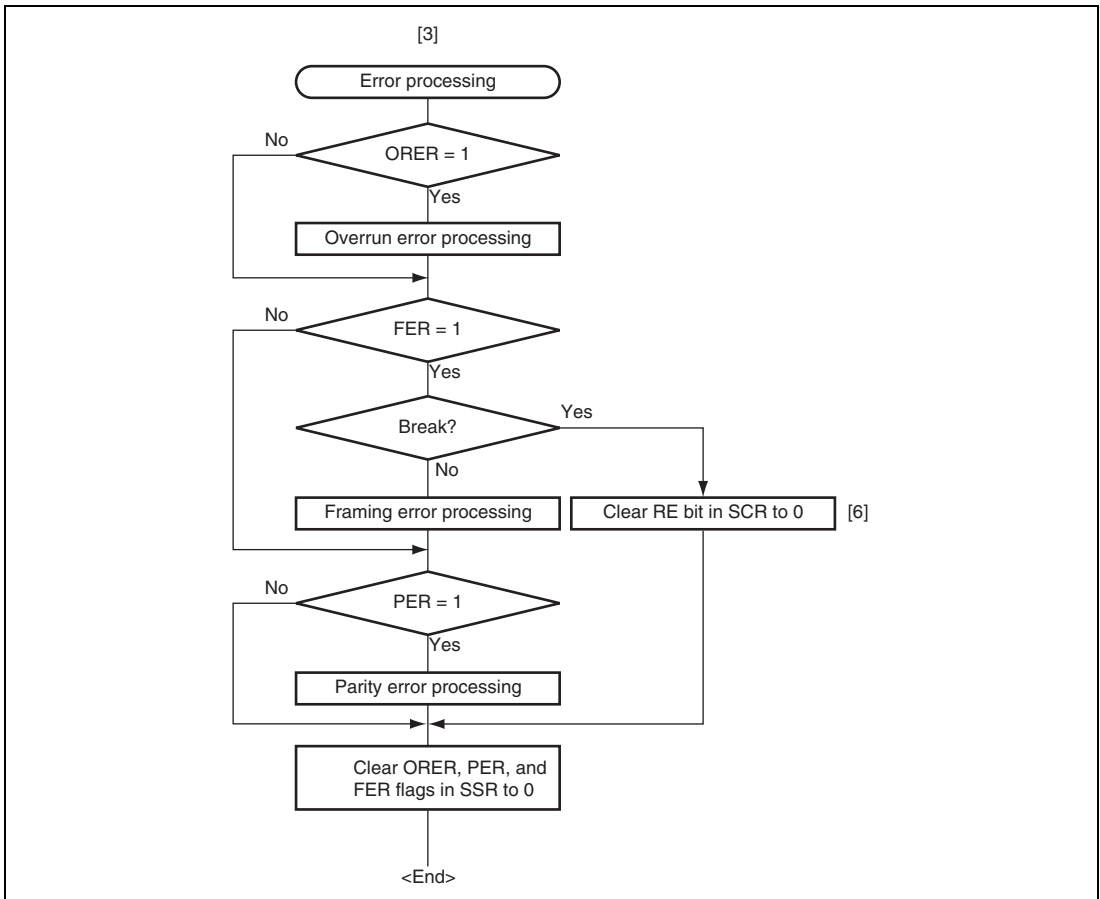 [3]
Error processing
No
ORER = 1
Yes
Overrun error processing
No
FER = 1
Yes
Break?
Yes
No
Framing error processing
Clear RE bit in SCR to 0
[6]
No
PER = 1
Yes
Parity error processing
Clear ORER, PER, and
FER flags in SSR to 0
<End>